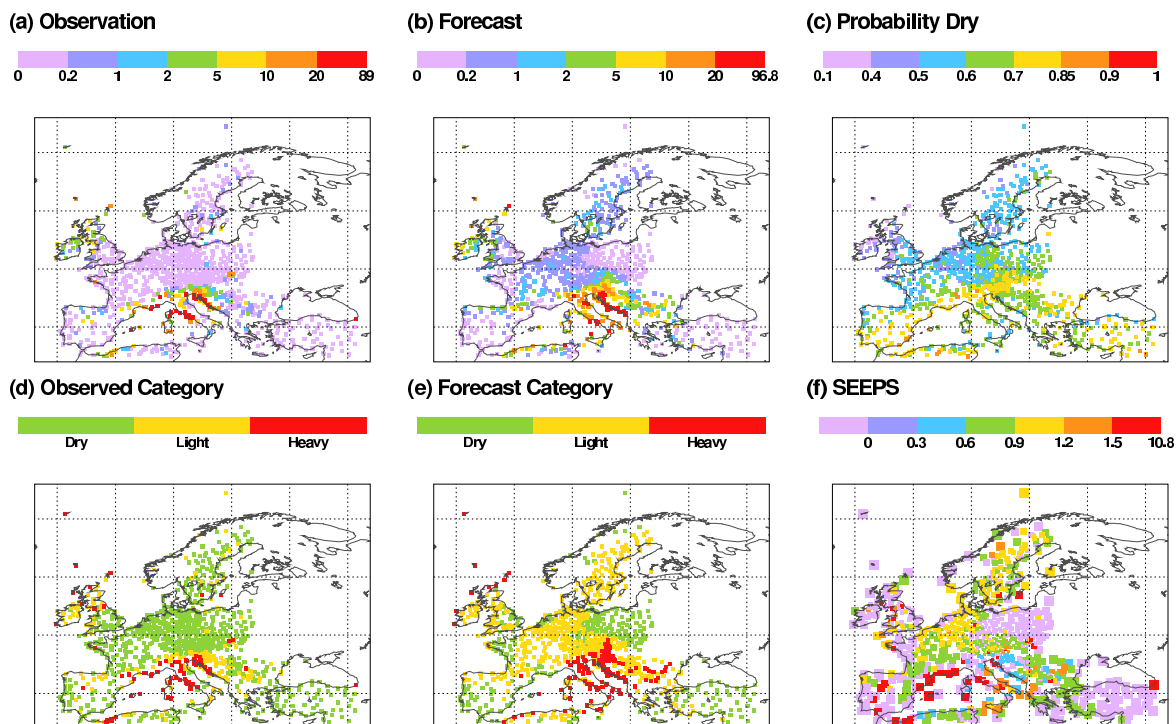 (a) Observation
0 0.2 1 2 5 10 20 89
(b) Forecast
0 0.2 1 2 5 10 20 96.8
(c) Probability Dry
0.1 0.4 0.5 0.6 0.7 0.85 0.9 1
(d) Observed Category
Dry Light Heavy
(e) Forecast Category
Dry Light Heavy
(f) SEEPS
0 0.3 0.6 0.9 1.2 1.5 10.8